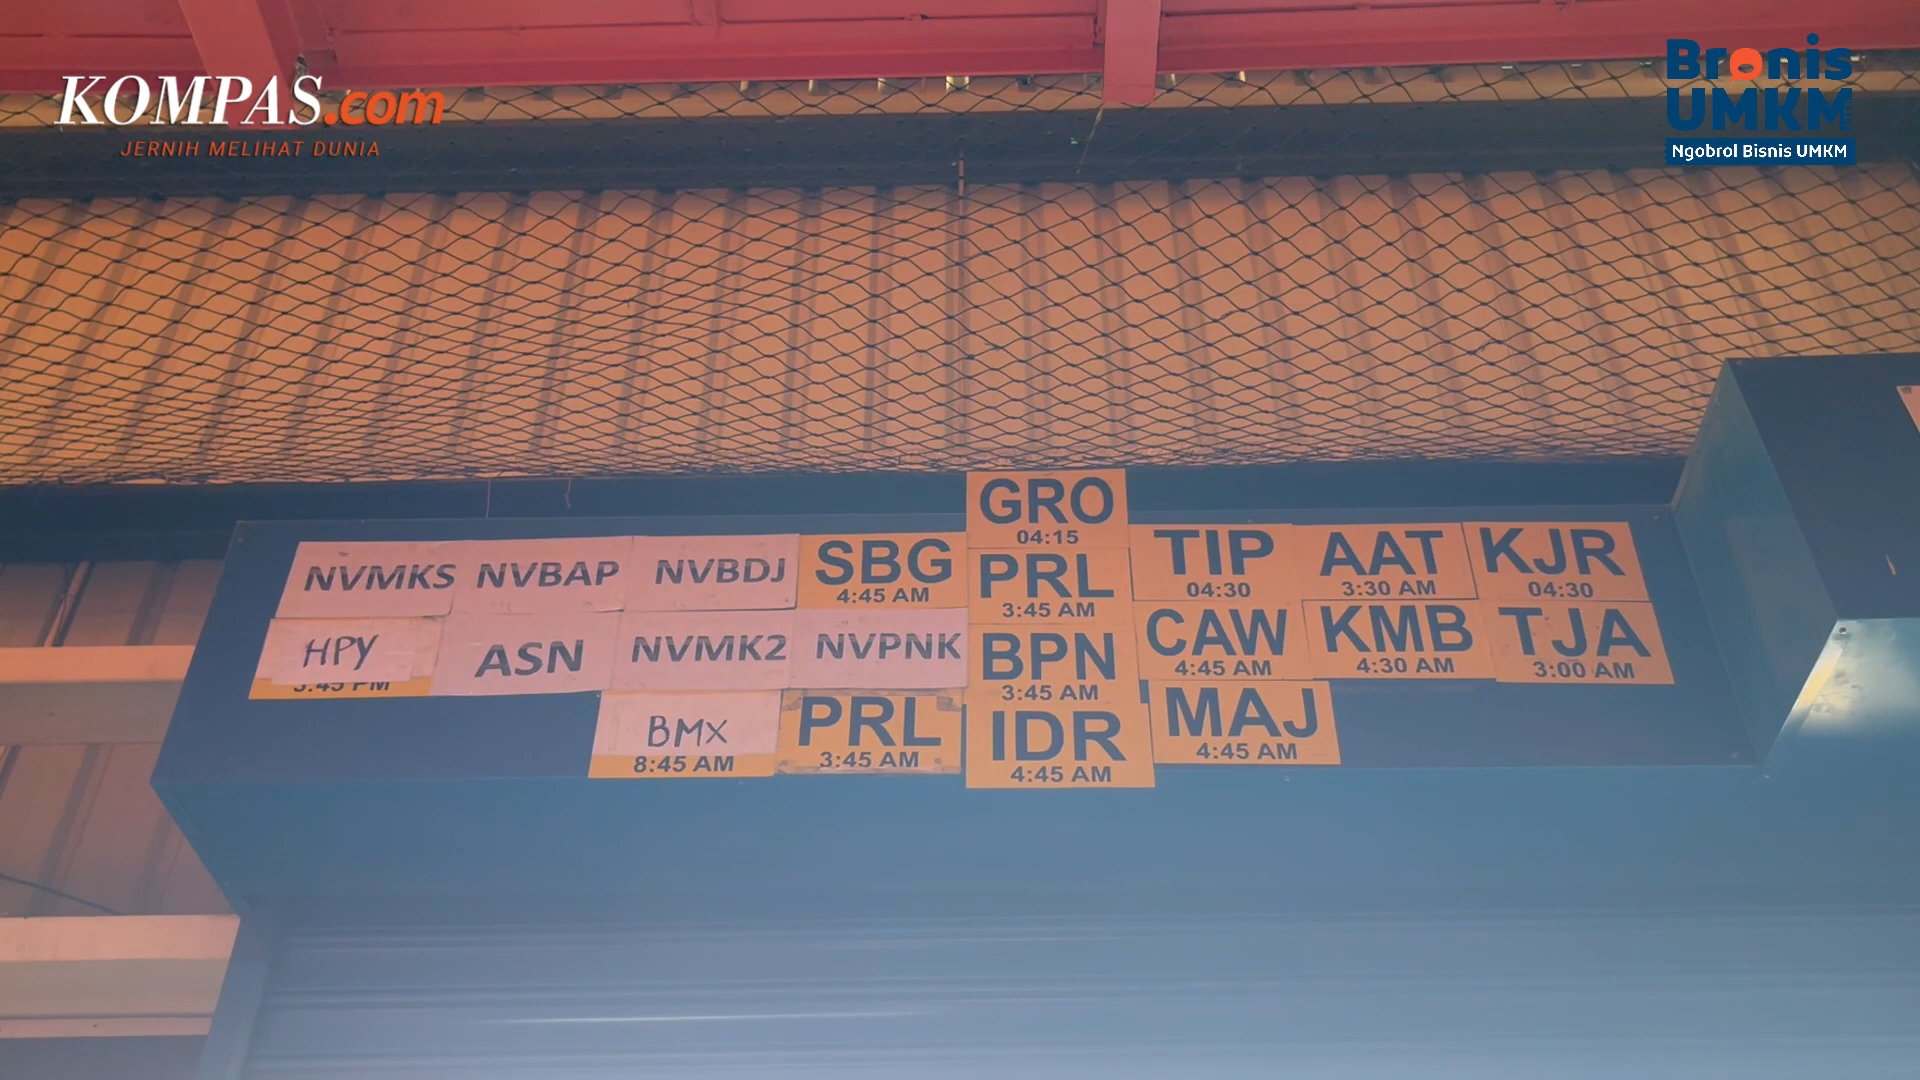 KOMPAS.com
JERNIH MELIHAT DUNIA
Bronis
UMKM
Ngobrol Bisnis UMKM
GRO
04:15
NVMKS
NVBAP
NVBDJ
SBG
4:45 AM
PRL
3:45 AM
TIP
04:30
AAT
3:30 AM
KJR
04:30
HPY
3:45 PM
ASN
NVMK2
NVPNK
BPN
3:45 AM
CAW
4:45 AM
KMB
4:30 AM
TJA
3:00 AM
BMX
8:45 AM
PRL
3:45 AM
IDR
4:45 AM
MAJ
4:45 AM